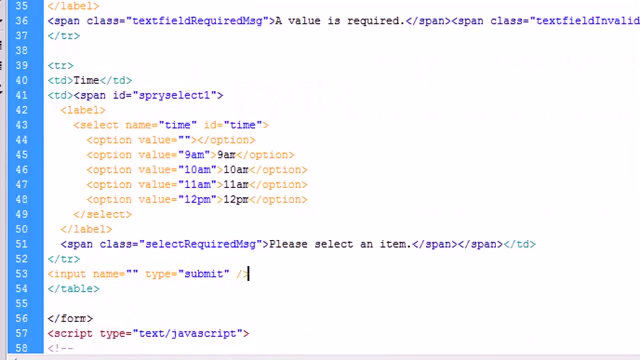 35 </label>
36 <span class="textfieldRequiredMsg">A value is required.</span><span class="textfieldInvalid
37 </tr>
38
39 <tr>
40 <td>Time</td>
41 <td><span id="spryselect1">
42 <label>
43 <select name="time" id="time">
44 <option value=""></option>
45 <option value="9am">9am</option>
46 <option value="10am">10am</option>
47 <option value="11am">11am</option>
48 <option value="12pm">12pm</option>
49 </select>
50 </label>
51 <span class="selectRequiredMsg">Please select an item.</span></span></td>
52 </tr>
53 <input name="" type="submit" />
54 </table>
55
56 </form>
57 <script type="text/javascript">
58 <!--